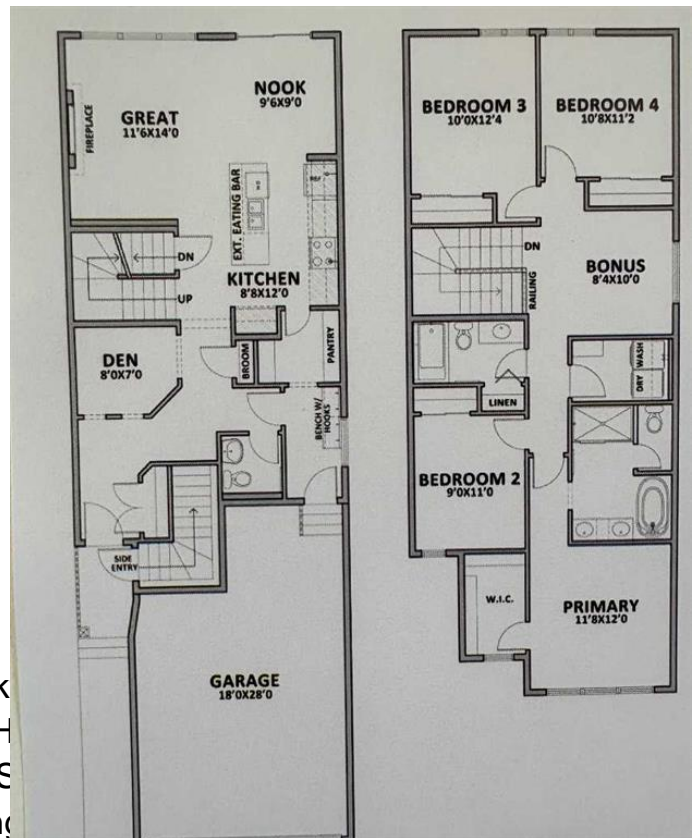 NOOK
9'6X9'0
GREAT
11'6X14'0
FIREPLACE
EXT. EATING BAR
REF
DN
UP
KITCHEN
8'8X12'0
DEN
8'0X7'0
BROOM
PANTRY
BENCH W/
HOOKS
SIDE
ENTRY
GARAGE
18'0X28'0
BEDROOM 3
10'0X12'4
BEDROOM 4
10'8X11'2
DN
RAILING
BONUS
8'4X10'0
LINEN
DRY
WASH
BEDROOM 2
9'0X11'0
W.I.C.
PRIMARY
11'8X12'0
k
H
S